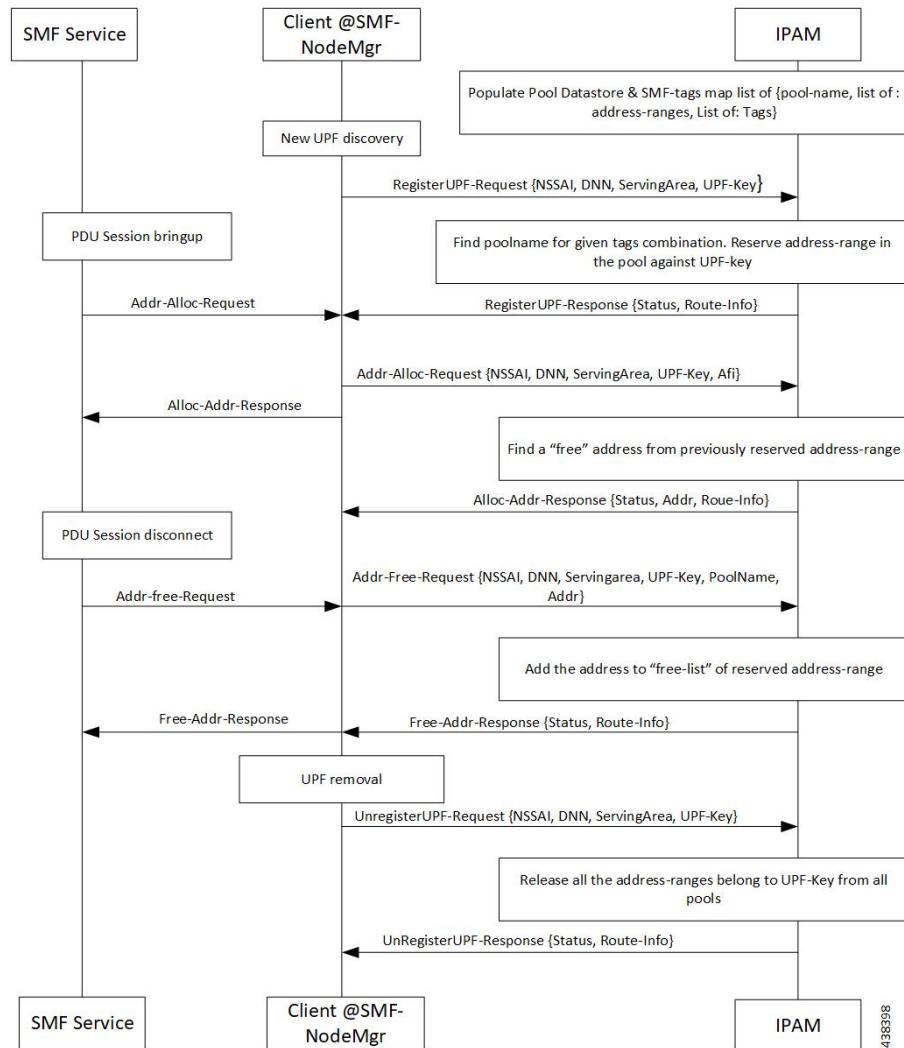 SMF Service
Client @SMF-
NodeMgr
IPAM
Populate Pool Datastore & SMF-tags map list of {pool-name, list of :
address-ranges, List of: Tags}
New UPF discovery
RegisterUPF-Request {NSSAI, DNN, ServingArea, UPF-Key}
PDU Session bringup
Find poolname for given tags combination. Reserve address-range in
the pool against UPF-key
Addr-Alloc-Request
RegisterUPF-Response {Status, Route-Info}
Addr-Alloc-Request {NSSAI, DNN, ServingArea, UPF-Key, Afi}
Alloc-Addr-Response
Find a “free” address from previously reserved address-range
Alloc-Addr-Response {Status, Addr, Roue-Info}
PDU Session disconnect
Addr-Free-Request {NSSAI, DNN, Servingarea, UPF-Key, PoolName,
Addr}
Addr-free-Request
Add the address to “free-list” of reserved address-range
Free-Addr-Response
Free-Addr-Response {Status, Route-Info}
UPF removal
UnregisterUPF-Request {NSSAI, DNN, ServingArea, UPF-Key}
Release all the address-ranges belong to UPF-Key from all
pools
UnRegisterUPF-Response {Status, Route-Info}
SMF Service
Client @SMF-
NodeMgr
IPAM
438398